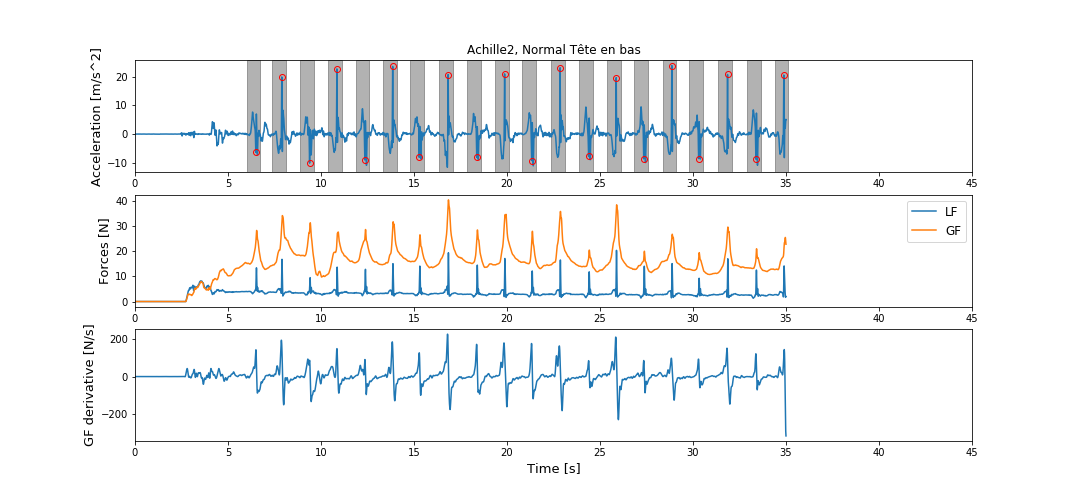 Achille2, Normal Tête en bas
Acceleration [m/s^2]
20
10
0
−10
0 5 10 15 20 25 30 35 40 45
Forces [N]
40
30
20
10
0
LF
GF
0 5 10 15 20 25 30 35 40 45
GF derivative [N/s]
200
0
−200
0 5 10 15 20 25 30 35 40 45
Time [s]